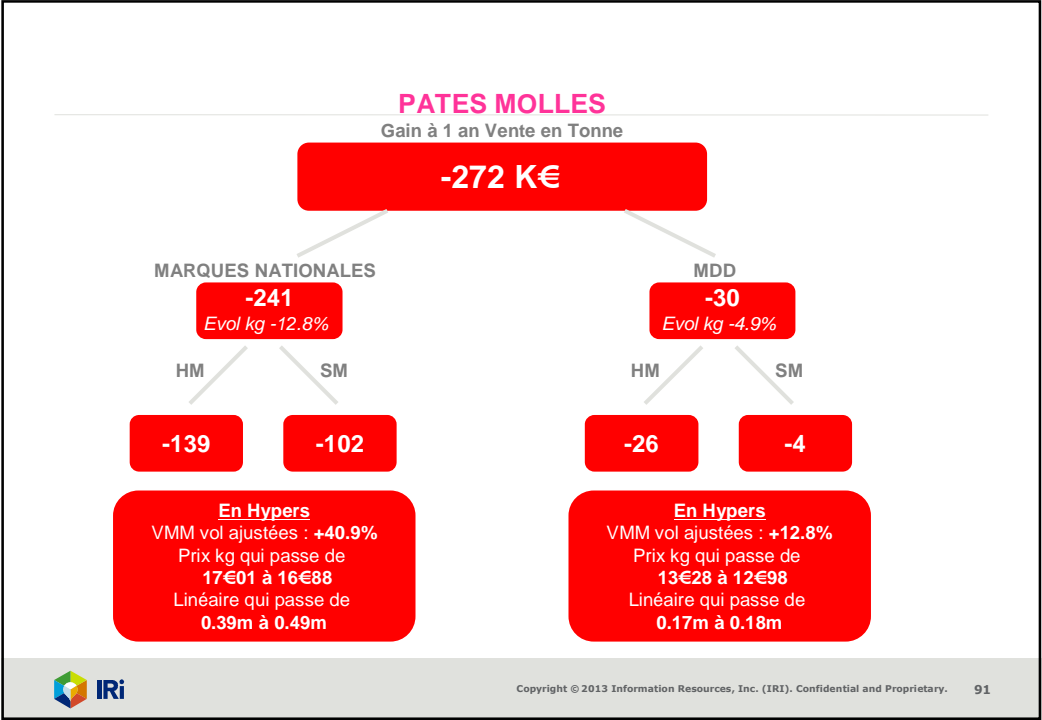 PATES MOLLES
Gain à 1 an Vente en Tonne
-272 K€
MARQUES NATIONALES
-241
Evol kg -12.8%
HM
SM
-139
-102
En Hypers
VMM vol ajustées : +40.9%
Prix kg qui passe de
17€01 à 16€88
Linéaire qui passe de
0.39m à 0.49m
MDD
-30
Evol kg -4.9%
HM
SM
-26
-4
En Hypers
VMM vol ajustées : +12.8%
Prix kg qui passe de
13€28 à 12€98
Linéaire qui passe de
0.17m à 0.18m
IRi
Copyright © 2013 Information Resources, Inc. (IRI). Confidential and Proprietary.
91